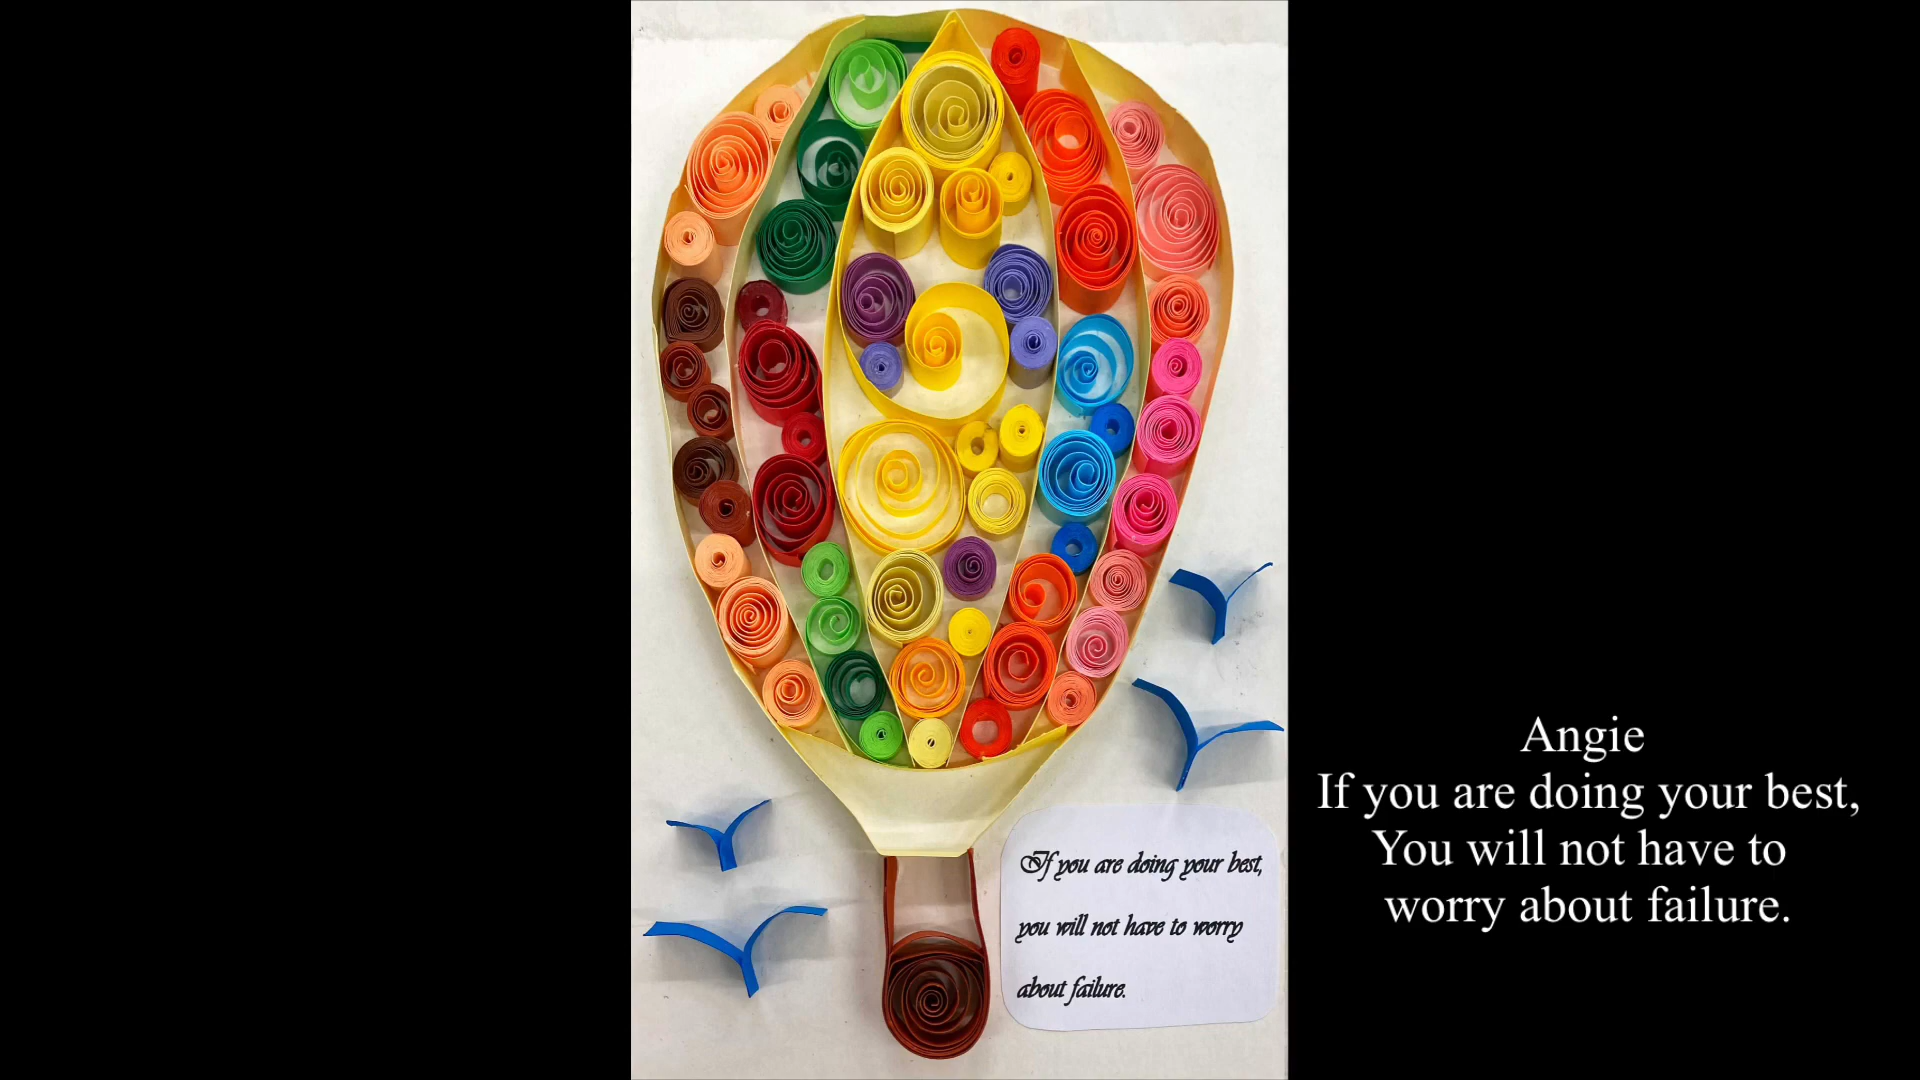 If you are doing your best,
you will not have to worry
about failure.
Angie
If you are doing your best,
You will not have to
worry about failure.